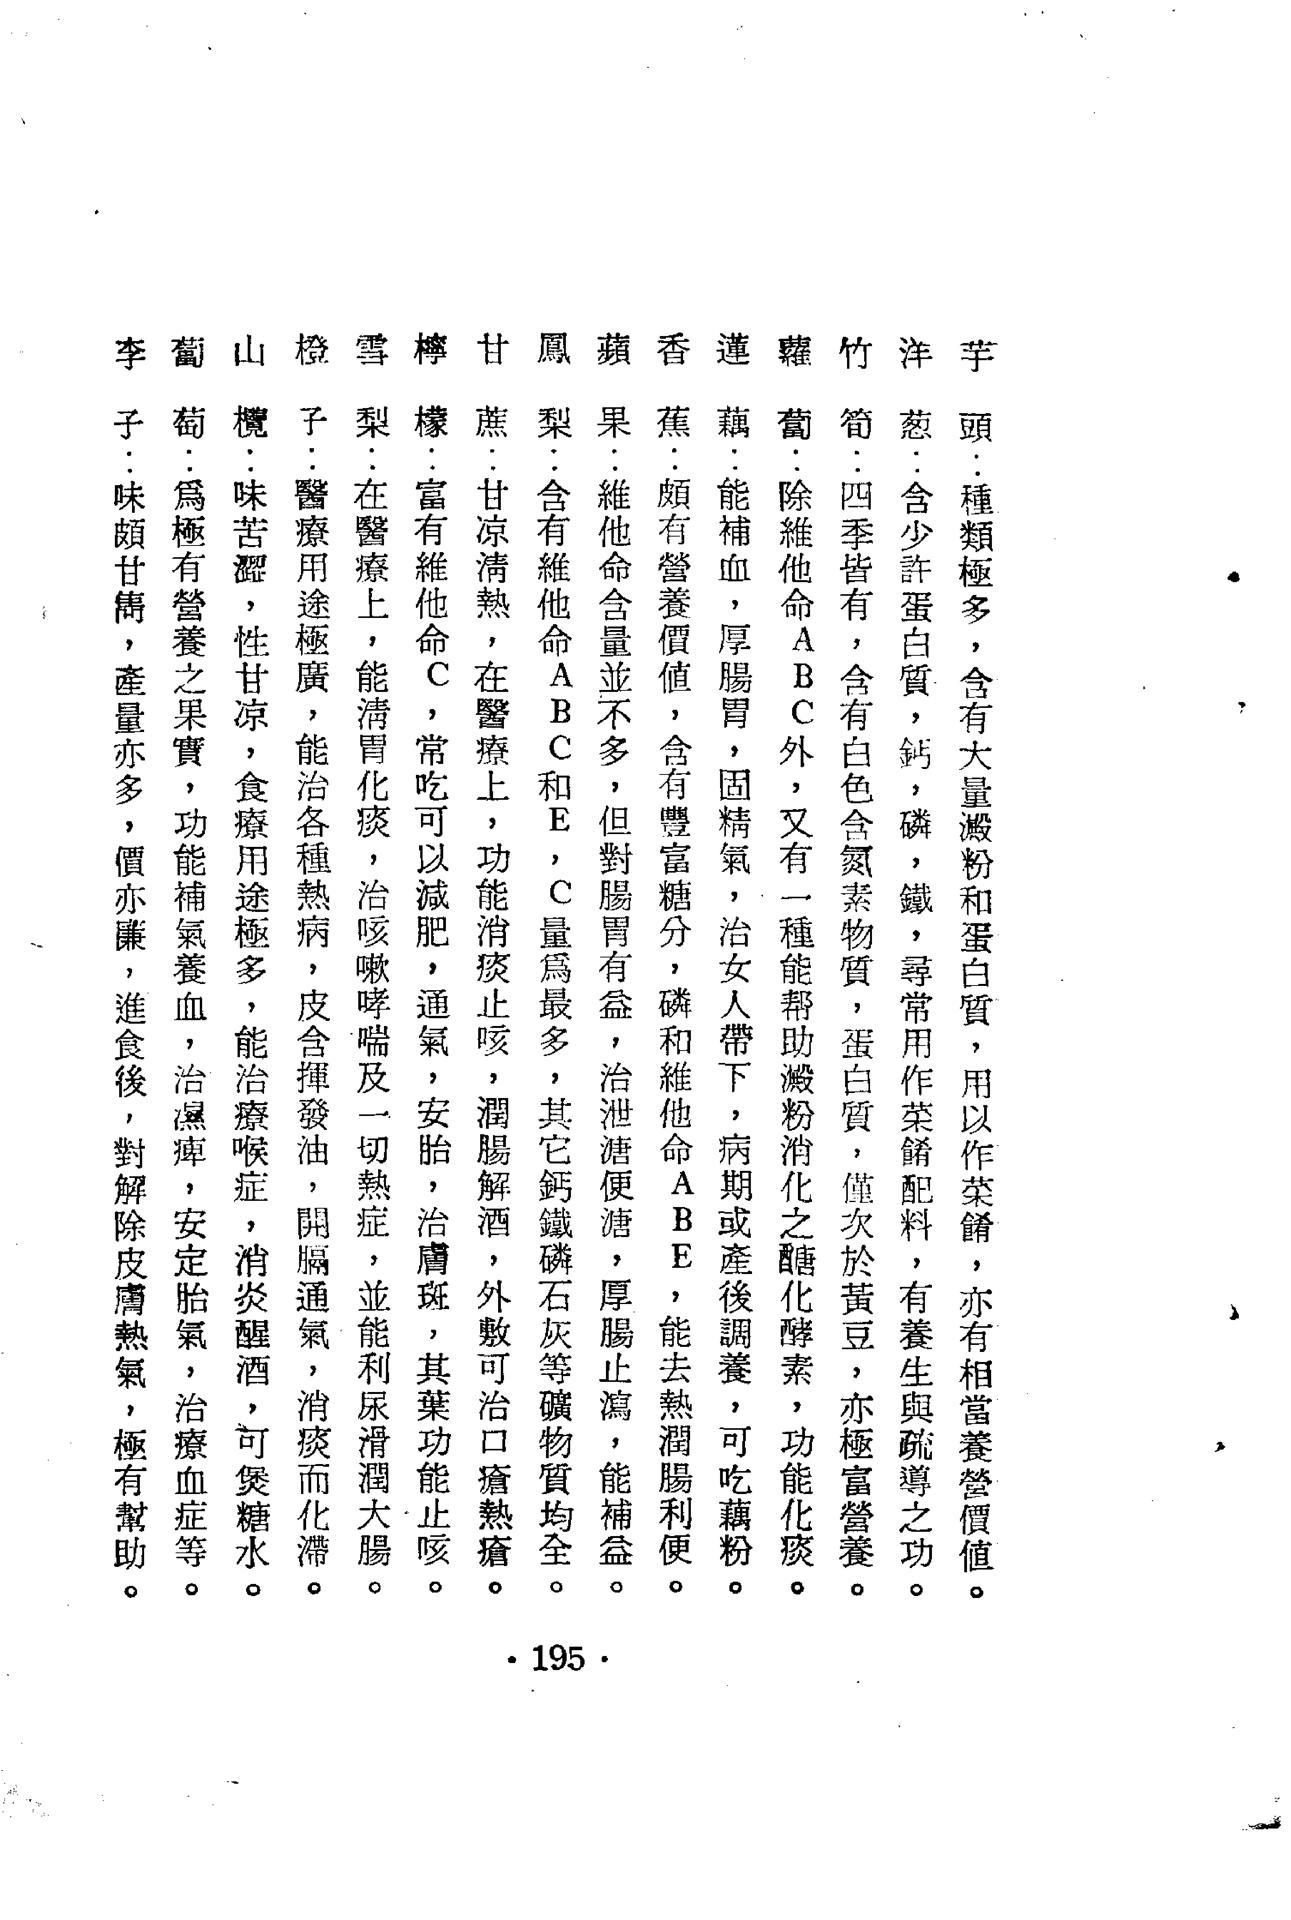 芋　頭：種類極多，含有大量澱粉和蛋白質，用以作菜餚，亦有相當養營價値。
洋　葱：含少許蛋白質，鈣，磷，鐵，尋常用作菜餚配料，有養生與疏導之功。
竹　筍：四季皆有，含有白色含氮素物質，蛋白質，僅次於黃豆，亦極富營養。
蘿　蔔：除維他命ABC外，又有一種能帮助澱粉消化之醣化酵素，功能化痰。
蓮　藕：能補血，厚腸胃，固精氣，治女人帶下，病期或產後調養，可吃藕粉。
香　蕉：頗有營養價値，含有豐富糖分，磷和維他命ABE，能去熱潤腸利便。
蘋　果：維他命含量並不多，但對腸胃有益，治泄溏便溏，厚腸止瀉，能補益。
鳳　梨：含有維他命ABC和E，C量爲最多，其它鈣鐵磷石灰等礦物質均全。
甘　蔗：甘凉淸熱，在醫療上，功能消痰止咳，潤腸解酒，外敷可治口瘡熱瘡。
檸　檬：富有維他命C，常吃可以減肥，通氣，安胎，治膚斑，其葉功能止咳。
雪　梨：在醫療上，能淸胃化痰，治咳嗽哮喘及一切熱症，並能利尿滑潤大腸。
橙　子：醫療用途極廣，能治各種熱病，皮含揮發油，開膈通氣，消痰而化滯。
山　欖：味苦澀，性甘凉，食療用途極多，能治療喉症，消炎醒酒，可煲糖水。
葡　萄：爲極有營養之果實，功能補氣養血，治濕痺，安定胎氣，治療血症等。
李　子：味頗甘雋，產量亦多，價亦廉，進食後，對解除皮膚熱氣，極有幫助。
· 195 ·